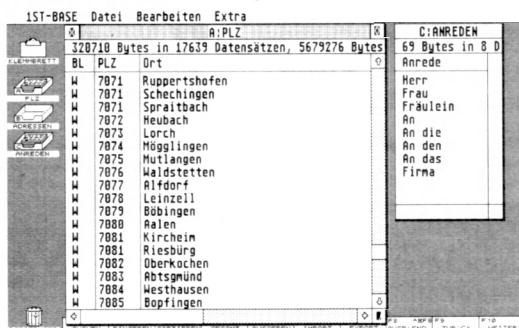 1ST-BASE Datei Bearbeiten Extra
A:PLZ
320710 Bytes in 17639 Datensätzen, 5679276 Bytes
BL PLZ Ort
W 7071 Ruppertshofen
W 7071 Schechingen
W 7071 Spraitbach
W 7072 Heubach
W 7073 Lorch
W 7074 Mögglingen
W 7075 Mutlangen
W 7076 Waldstetten
W 7077 Alfdorf
W 7078 Leinzell
W 7079 Böbingen
W 7080 Aalen
W 7081 Kircheim
W 7081 Riesbürg
W 7082 Oberkochen
W 7083 Abtsgmünd
W 7084 Westhausen
W 7085 Bopfingen
C:ANREDEN
69 Bytes in 8 D
Anrede
Herr
Frau
Fräulein
An
An die
An den
An das
Firma
KLEMMBRETT
A
PLZ
B
ADRESSEN
ANREDEN